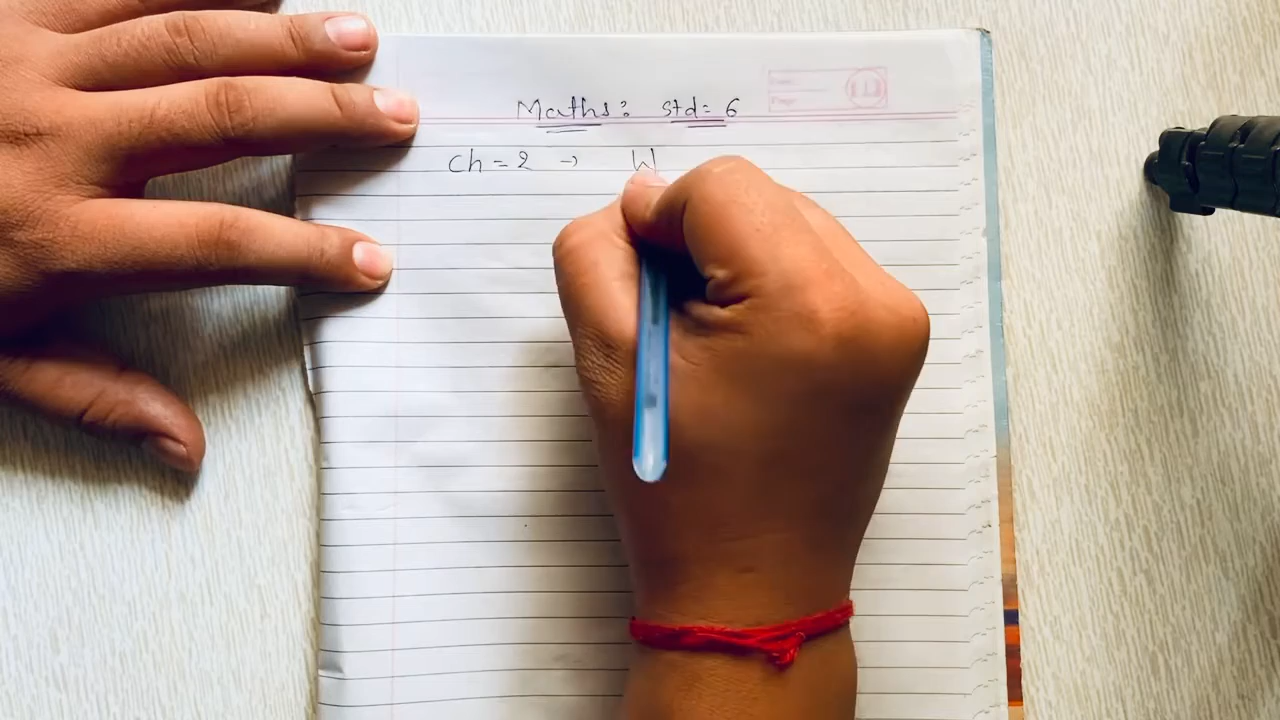 Maths: std= 6
Ch = 2 → W